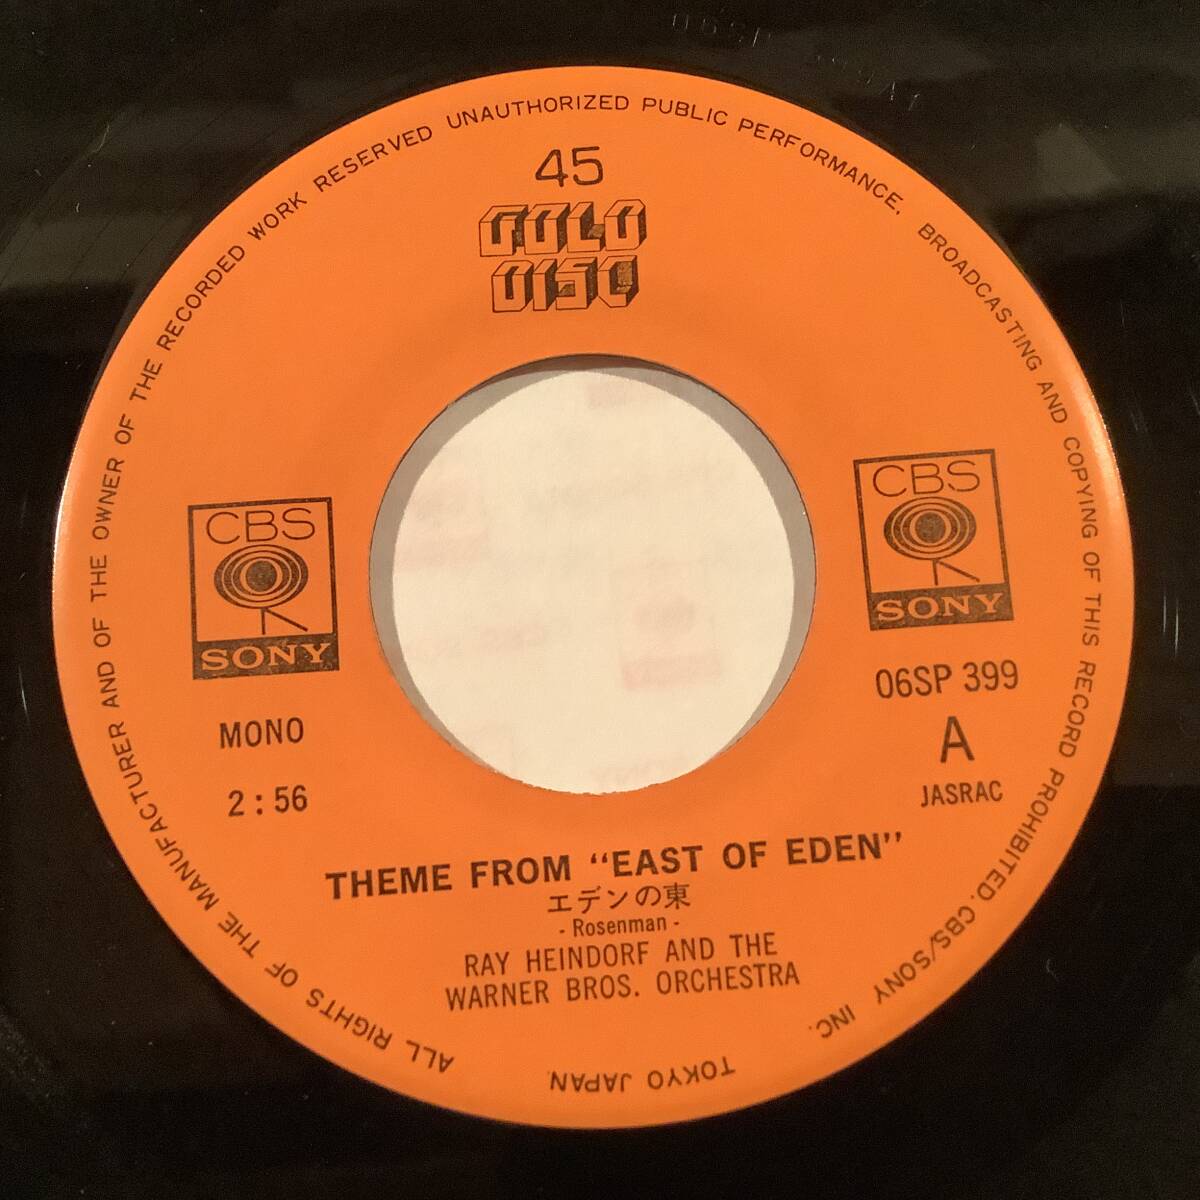 ALL RIGHTS OF THE MANUFACTURER AND OF THE OWNER OF THE RECORDED WORK RESERVED UNAUTHORIZED PUBLIC PERFORMANCE, BROADCASTING AND COPYING OF THIS RECORD PROHIBITED. CBS/SONY INC.
TOKYO JAPAN.
45
GOLD
DISC
CBS
SONY
CBS
SONY
MONO
2:56
06SP 399
A
JASRAC
THEME FROM “EAST OF EDEN”
エデンの東
- Rosenman -
RAY HEINDORF AND THE
WARNER BROS. ORCHESTRA